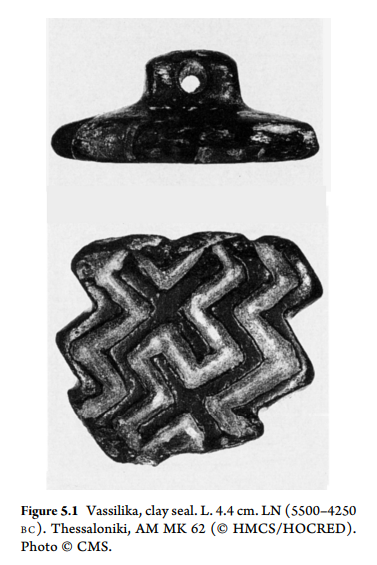 Figure 5.1 Vassilika, clay seal. L. 4.4 cm. LN (5500–4250
BC). Thessaloniki, AM MK 62 (© HMCS/HOCRED).
Photo © CMS.